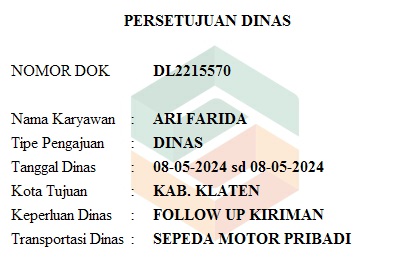 PERSETUJUAN DINAS
NOMOR DOK DL2215570
Nama Karyawan : ARI FARIDA
Tipe Pengajuan : DINAS
Tanggal Dinas : 08-05-2024 sd 08-05-2024
Kota Tujuan : KAB. KLATEN
Keperluan Dinas : FOLLOW UP KIRIMAN
Transportasi Dinas : SEPEDA MOTOR PRIBADI